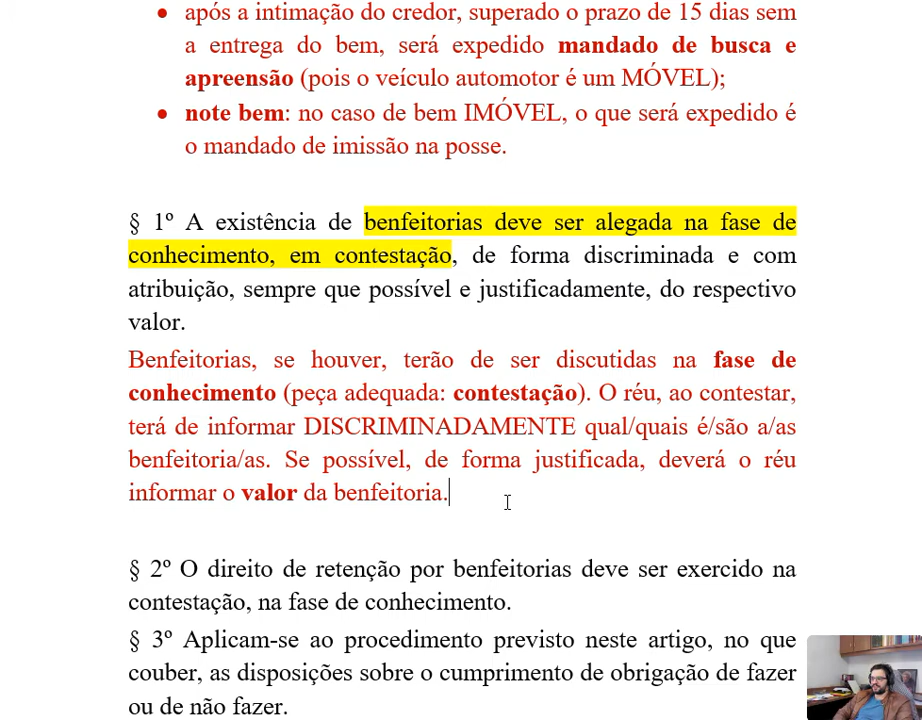 • após a intimação do credor, superado o prazo de 15 dias sem
a entrega do bem, será expedido mandado de busca e
apreensão (pois o veículo automotor é um MÓVEL);
• note bem: no caso de bem IMÓVEL, o que será expedido é
o mandado de imissão na posse.
§ 1º A existência de benfeitorias deve ser alegada na fase de
conhecimento, em contestação, de forma discriminada e com
atribuição, sempre que possível e justificadamente, do respectivo
valor.
Benfeitorias, se houver, terão de ser discutidas na fase de
conhecimento (peça adequada: contestação). O réu, ao contestar,
terá de informar DISCRIMINADAMENTE qual/quais é/são a/as
benfeitoria/as. Se possível, de forma justificada, deverá o réu
informar o valor da benfeitoria.
§ 2º O direito de retenção por benfeitorias deve ser exercido na
contestação, na fase de conhecimento.
§ 3º Aplicam-se ao procedimento previsto neste artigo, no que
couber, as disposições sobre o cumprimento de obrigação de fazer
ou de não fazer.